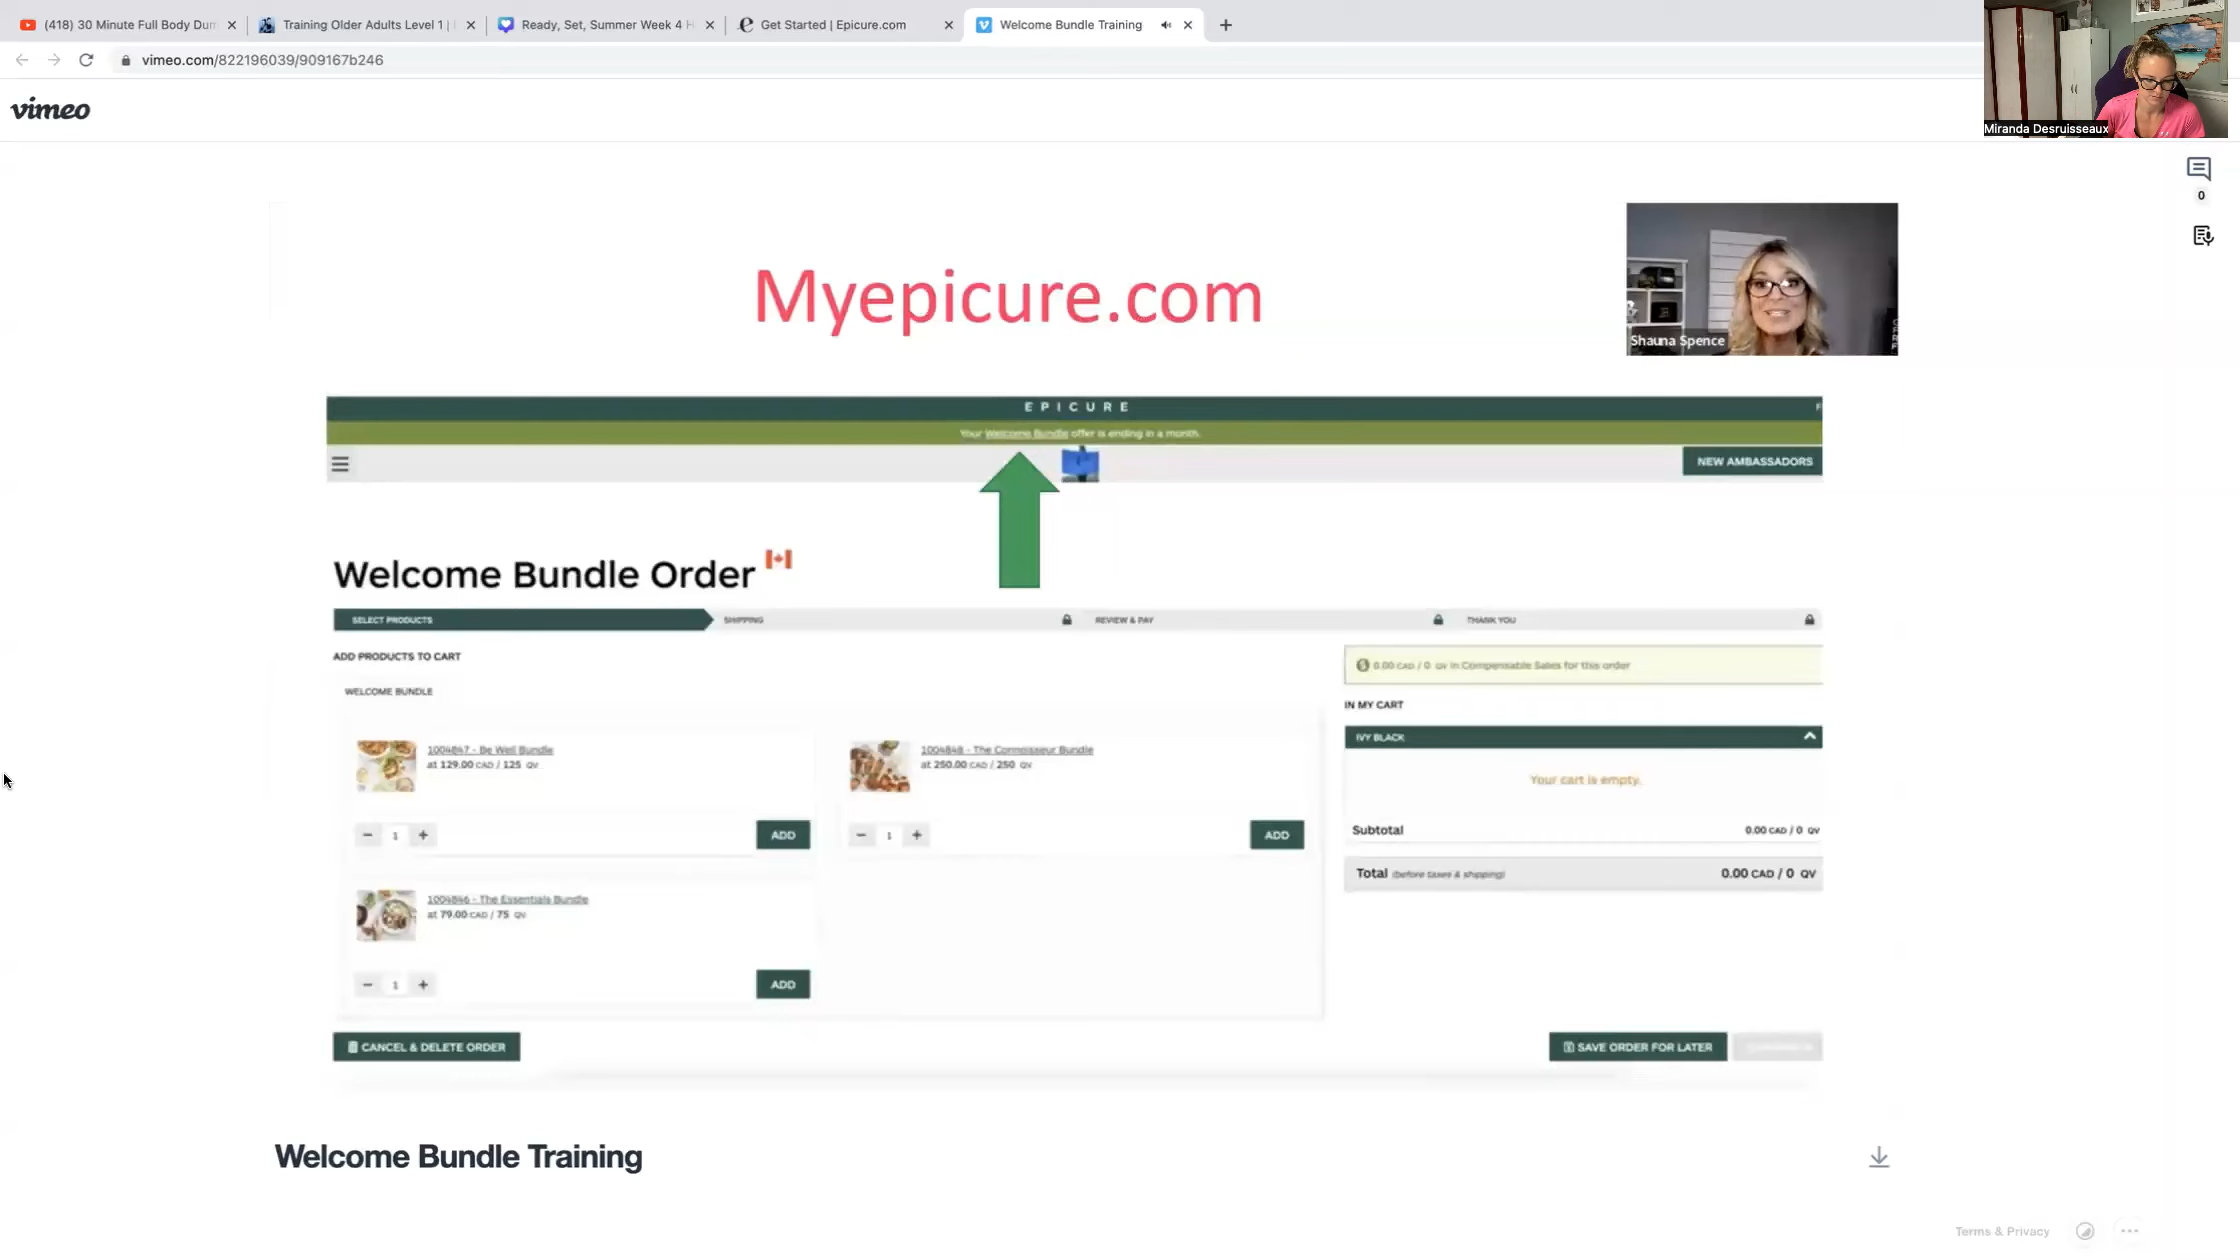 (418) 30 Minute Full Body Dum
Training Older Adults Level 1 |
Ready, Set, Summer Week 4 H
Get Started | Epicure.com
Welcome Bundle Training
vimeo.com/822196039/909167b246
vimeo
Miranda Desruisseaux
0
Myepicure.com
Shauna Spence
EPICURE
Your Welcome Bundle offer is ending in a month.
NEW AMBASSADORS
Welcome Bundle Order
SELECT PRODUCTS
SHIPPING
REVIEW & PAY
THANK YOU
ADD PRODUCTS TO CART
0.00 CAD / 0 QV in Compensable Sales for this order
WELCOME BUNDLE
IN MY CART
IVY BLACK
1004847 - Be Well Bundle
at 129.00 CAD / 125 QV
1004848 - The Connoisseur Bundle
at 250.00 CAD / 250 QV
Your cart is empty.
− 1 +
ADD
− 1 +
ADD
Subtotal
0.00 CAD / 0 QV
Total (before taxes & shipping)
0.00 CAD / 0 QV
1004846 - The Essentials Bundle
at 79.00 CAD / 75 QV
− 1 +
ADD
CANCEL & DELETE ORDER
SAVE ORDER FOR LATER
Welcome Bundle Training
Terms & Privacy